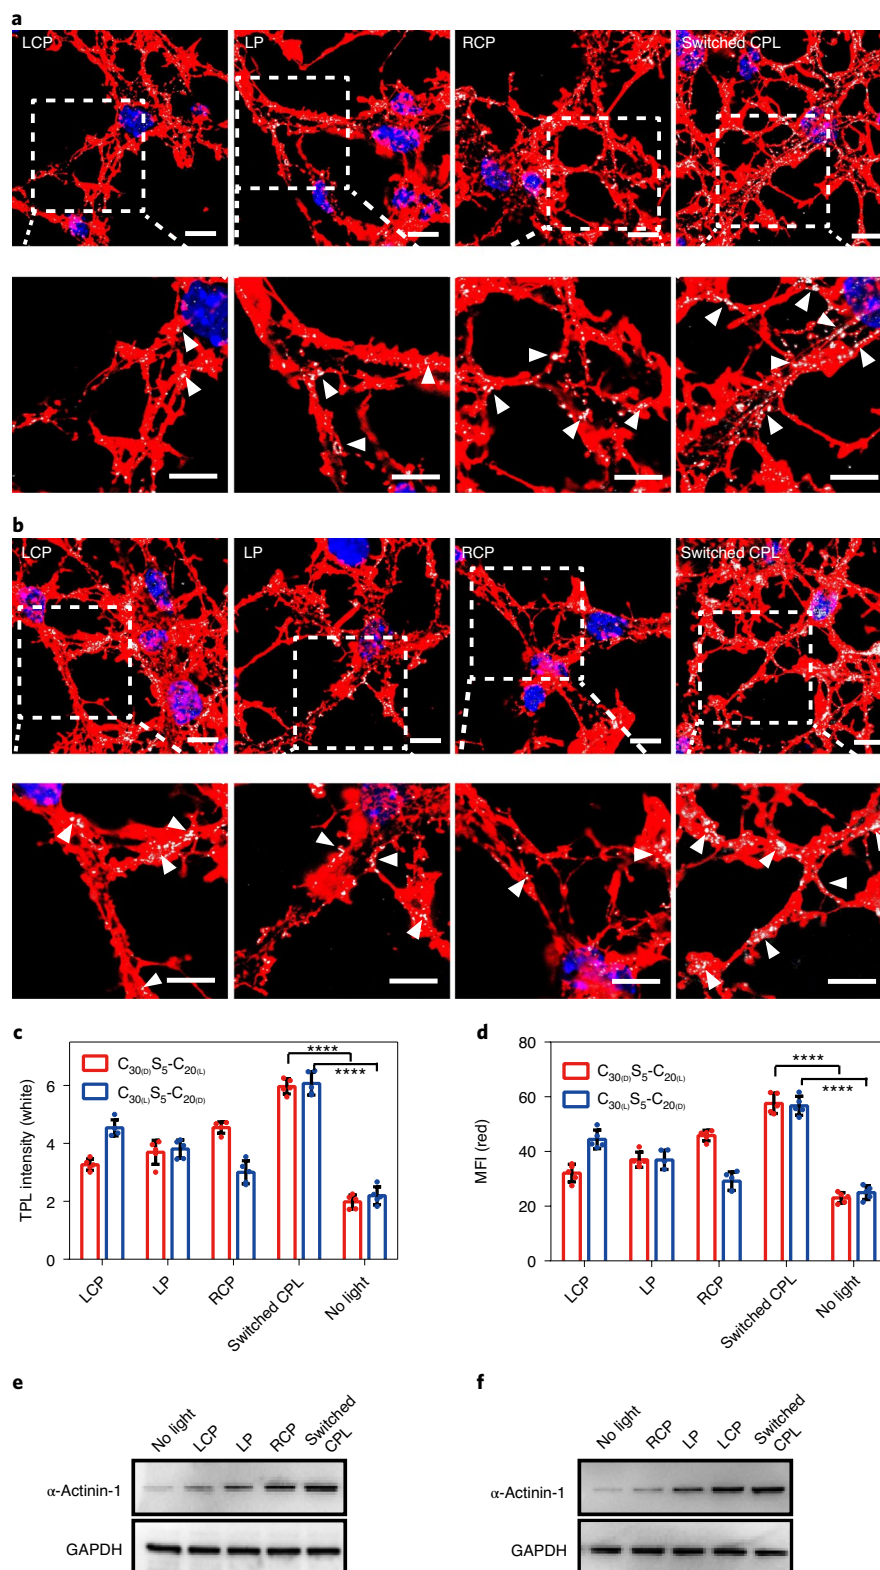 a
LCP
LP
RCP
Switched CPL
b
LCP
LP
RCP
Switched CPL
c
TPL intensity (white)
6
4
2
0
C30(D)S5-C20(L)
C30(L)S5-C20(D)
****
****
LCP
LP
RCP
Switched CPL
No light
d
MFI (red)
80
60
40
20
0
C30(D)S5-C20(L)
C30(L)S5-C20(D)
****
****
LCP
LP
RCP
Switched CPL
No light
e
No light
LCP
LP
RCP
Switched
CPL
α-Actinin-1
GAPDH
f
No light
RCP
LP
LCP
Switched
CPL
α-Actinin-1
GAPDH